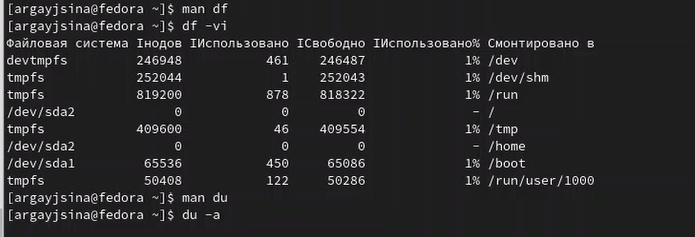 [argayjsina@fedora ~]$ man df
[argayjsina@fedora ~]$ df -vi
Файловая система Iнодов IИспользовано IСвободно IИспользовано% Cмонтировано в
devtmpfs 246948 461 246487 1% /dev
tmpfs 252044 1 252043 1% /dev/shm
tmpfs 819200 878 818322 1% /run
/dev/sda2 0 0 0 - /
tmpfs 409600 46 409554 1% /tmp
/dev/sda2 0 0 0 - /home
/dev/sda1 65536 450 65086 1% /boot
tmpfs 50408 122 50286 1% /run/user/1000
[argayjsina@fedora ~]$ man du
[argayjsina@fedora ~]$ du -a